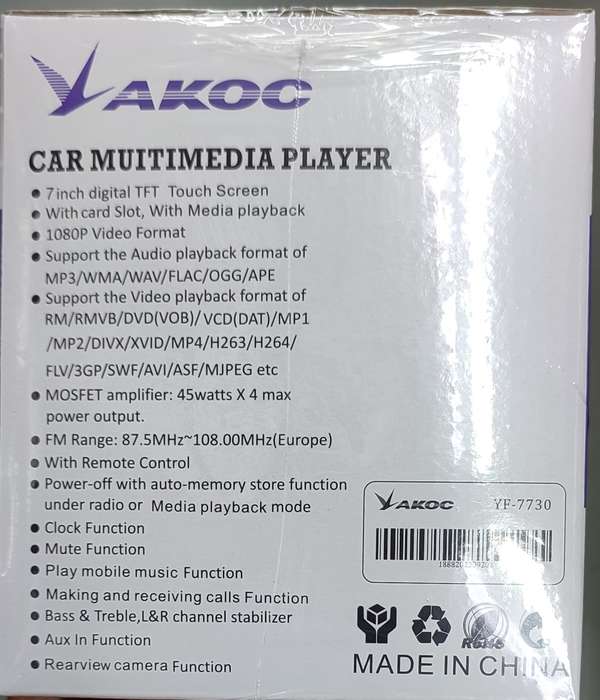 YAKOC
CAR MUITIMEDIA PLAYER
• 7inch digital TFT Touch Screen
• With card Slot, With Media playback
• 1080P Video Format
• Support the Audio playback format of
MP3/WMA/WAV/FLAC/OGG/APE
• Support the Video playback format of
RM/RMVB/DVD(VOB)/VCD(DAT)/MP1
/MP2/DIVX/XVID/MP4/H263/H264/
FLV/3GP/SWF/AVI/ASF/MJPEG etc
• MOSFET amplifier: 45watts X 4 max
power output.
• FM Range: 87.5MHz~108.00MHz(Europe)
• With Remote Control
• Power-off with auto-memory store function
under radio or Media playback mode
• Clock Function
• Mute Function
• Play mobile music Function
• Making and receiving calls Function
• Bass & Treble,L&R channel stabilizer
• Aux In Function
• Rearview camera Function
YAKOC YF-7730
RoHS
MADE IN CHINA